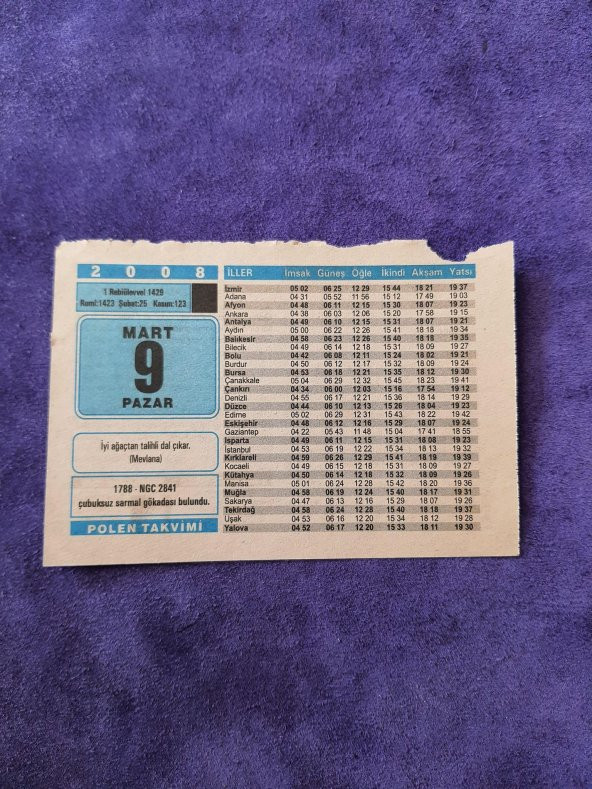 2 0 0 8
1 Rebiülevvel 1429
Rumi:1423 Şubat:25 Kasım:123
MART
9
PAZAR
İyi ağaçtan talihli dal çıkar.
(Mevlana)
1788 - NGC 2841
çubuksuz sarmal gökadası bulundu.
POLEN TAKVİMİ
İLLER İmsak Güneş Öğle İkindi Akşam Yatsı
İzmir 05 02 06 25 12 29 15 44 18 21 19 37
Adana 04 31 05 52 11 56 15 12 17 49 19 03
Afyon 04 48 06 11 12 15 15 30 18 07 19 23
Ankara 04 38 06 03 12 06 15 20 17 58 19 15
Antalya 04 49 06 10 12 15 15 31 18 07 19 21
Aydın 05 00 06 22 12 26 15 41 18 18 19 34
Balıkesir 04 58 06 23 12 26 15 40 18 18 19 35
Bilecik 04 49 06 14 12 18 15 31 18 09 19 27
Bolu 04 42 06 08 12 11 15 24 18 02 19 21
Burdur 04 50 06 12 12 17 15 32 18 09 19 24
Bursa 04 53 06 18 12 21 15 35 18 12 19 30
Çanakkale 05 04 06 29 12 32 15 45 18 23 19 41
Çankırı 04 34 06 00 12 03 15 16 17 54 19 12
Denizli 04 55 06 17 12 21 15 36 18 14 19 29
Düzce 04 44 06 10 12 13 15 26 18 04 19 23
Edirne 05 02 06 29 12 31 15 43 18 22 19 42
Eskişehir 04 48 06 12 12 16 15 29 18 07 19 24
Gaziantep 04 22 05 43 11 48 15 04 17 41 18 55
Isparta 04 49 06 11 12 15 15 31 18 08 19 23
İstanbul 04 53 06 19 12 22 15 34 18 13 19 32
Kırklareli 04 59 06 26 12 29 15 41 18 19 19 39
Kocaeli 04 49 06 15 12 18 15 31 18 09 19 27
Kütahya 04 50 06 14 12 18 15 32 18 09 19 26
Manisa 05 01 06 24 12 28 15 42 18 20 19 36
Muğla 04 58 06 19 12 24 15 40 18 17 19 31
Sakarya 04 47 06 13 12 16 15 29 18 07 19 26
Tekirdağ 04 58 06 24 12 28 15 40 18 18 19 37
Uşak 04 53 06 16 12 20 15 34 18 12 19 28
Yalova 04 52 06 17 12 20 15 33 18 11 19 30